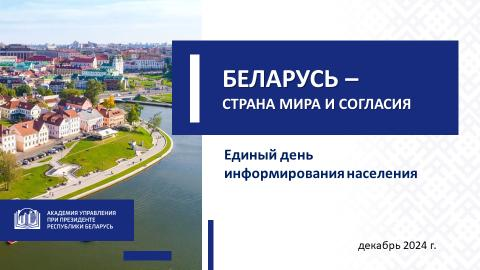 БЕЛАРУСЬ –
СТРАНА МИРА И СОГЛАСИЯ
Единый день
информирования населения
АКАДЕМИЯ УПРАВЛЕНИЯ
ПРИ ПРЕЗИДЕНТЕ
РЕСПУБЛИКИ БЕЛАРУСЬ
декабрь 2024 г.